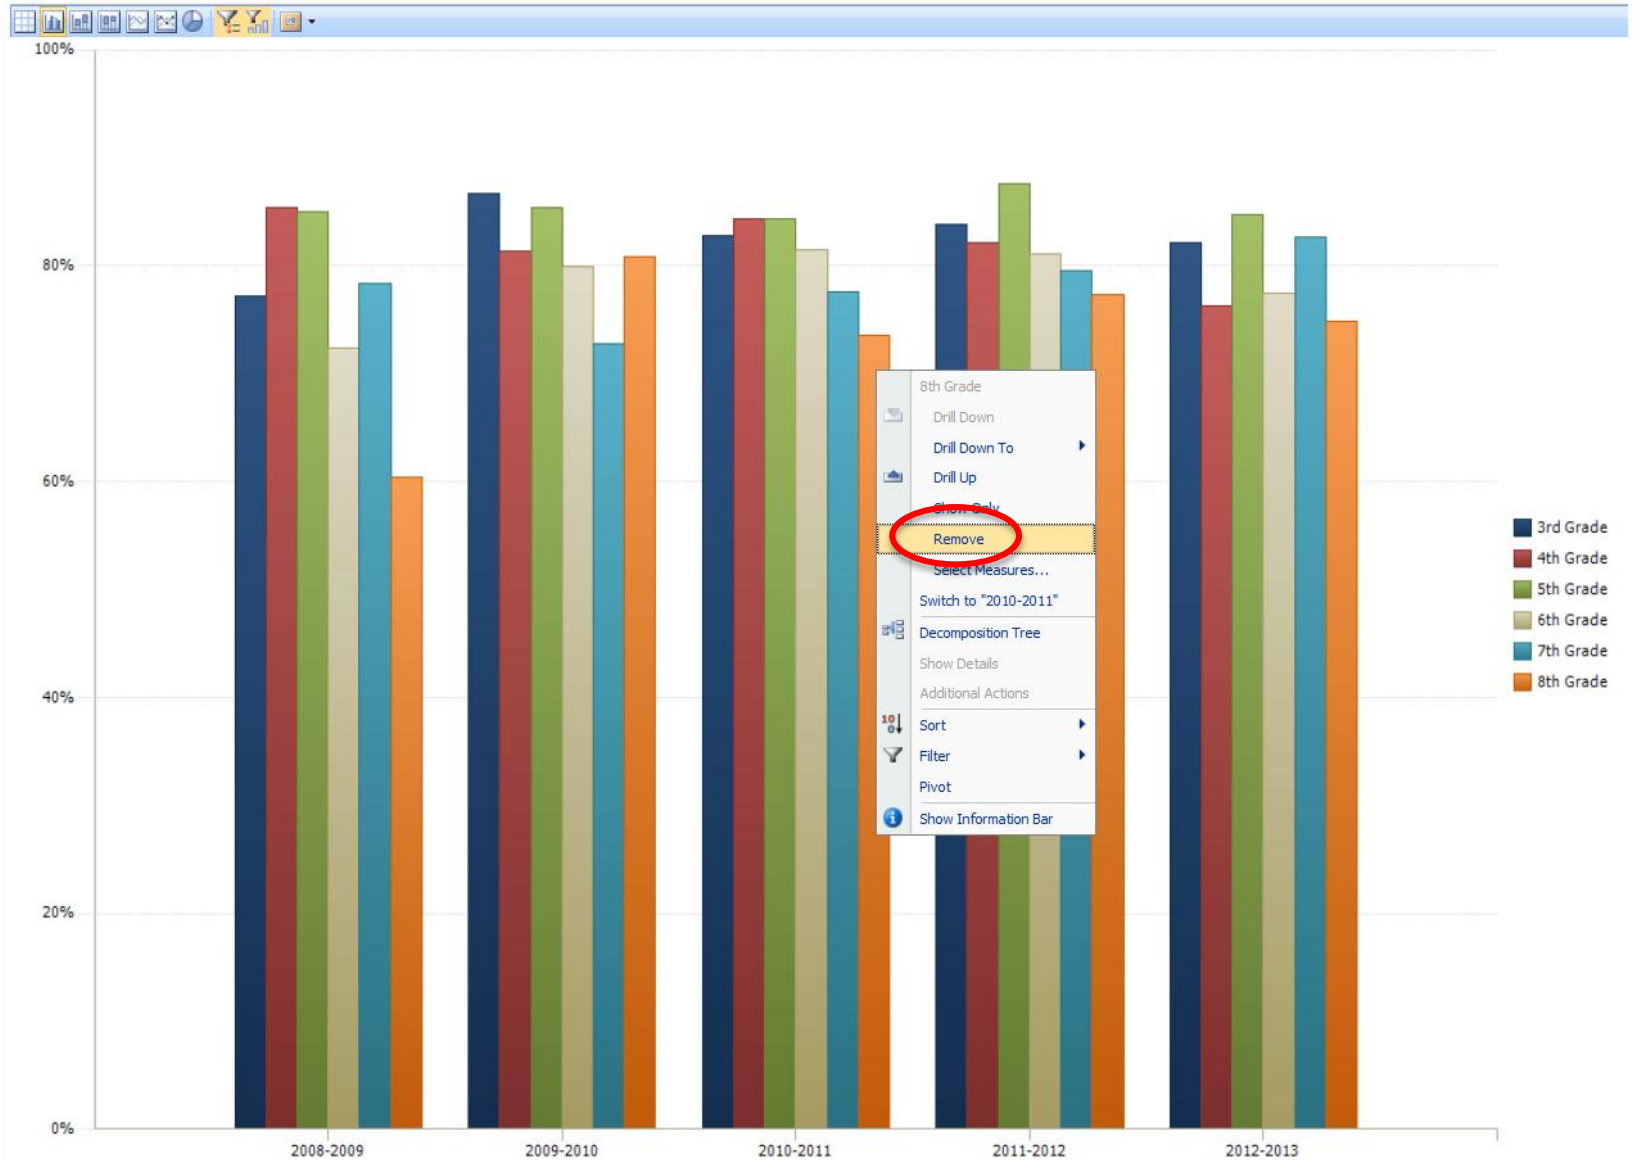 100%
80%
60%
40%
20%
0%
8th Grade
Drill Down
Drill Down To
Drill Up
Show Only
Remove
Select Measures...
Switch to "2010-2011"
Decomposition Tree
Show Details
Additional Actions
Sort
Filter
Pivot
Show Information Bar
3rd Grade
4th Grade
5th Grade
6th Grade
7th Grade
8th Grade
2008-2009
2009-2010
2010-2011
2011-2012
2012-2013